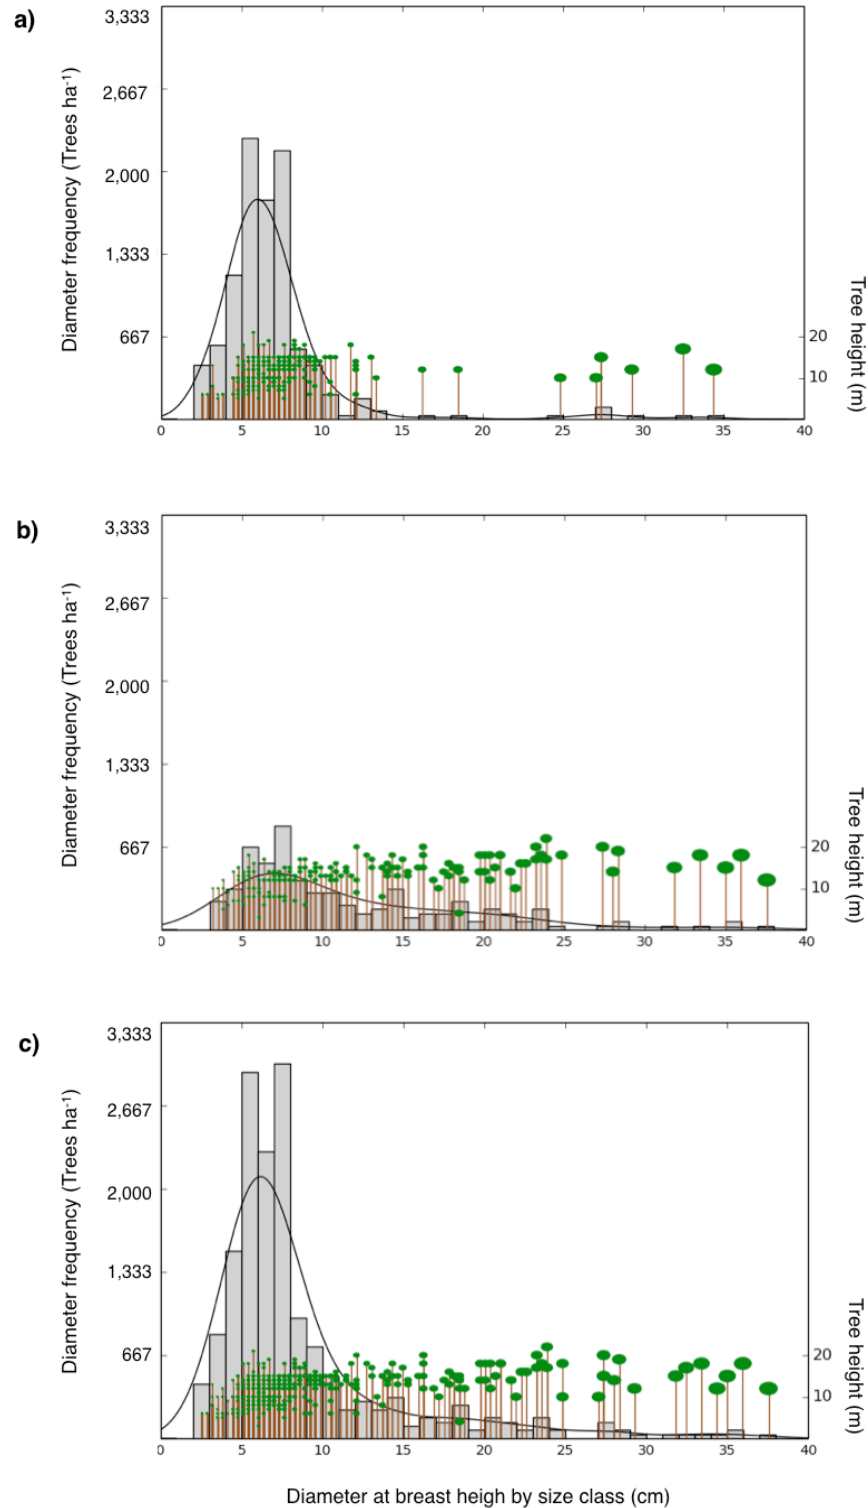 a)
3,333
2,667
2,000
1,333
667
Diameter frequency (Trees ha-1)
20
10
Tree height (m)
0 5 10 15 20 25 30 35 40
b)
3,333
2,667
2,000
1,333
667
Diameter frequency (Trees ha-1)
20
10
Tree height (m)
0 5 10 15 20 25 30 35 40
c)
3,333
2,667
2,000
1,333
667
Diameter frequency (Trees ha-1)
20
10
Tree height (m)
0 5 10 15 20 25 30 35 40
Diameter at breast heigh by size class (cm)